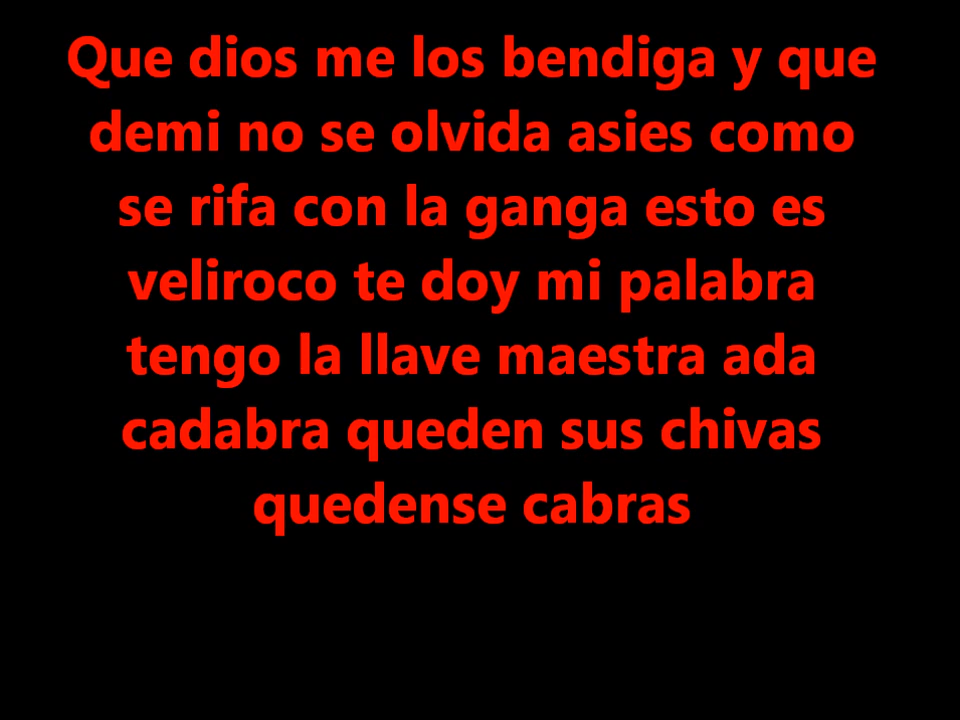 Que dios me los bendiga y que
demi no se olvida asies como
se rifa con la ganga esto es
veliroco te doy mi palabra
tengo la llave maestra ada
cadabra queden sus chivas
quedense cabras